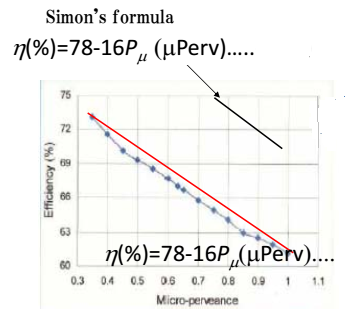 Simon's formula
η(%)=78-16Pμ (μPerv).....
75
72
69
66
63
60
Efficiency (%)
η(%)=78-16Pμ(μPerv)....
0.3 0.4 0.5 0.6 0.7 0.8 0.9 1.0 1.1
Micro-perveance